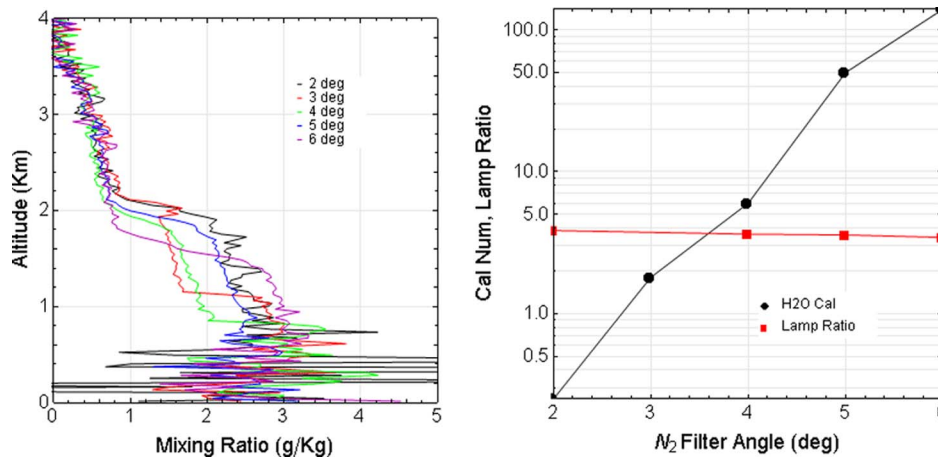 4
3
2
1
0
Altitude (Km)
0 1 2 3 4 5
Mixing Ratio (g/Kg)
2 deg
3 deg
4 deg
5 deg
6 deg
100.0
50.0
10.0
5.0
1.0
0.5
Cal Num, Lamp Ratio
2 3 4 5
N2 Filter Angle (deg)
H2O Cal
Lamp Ratio